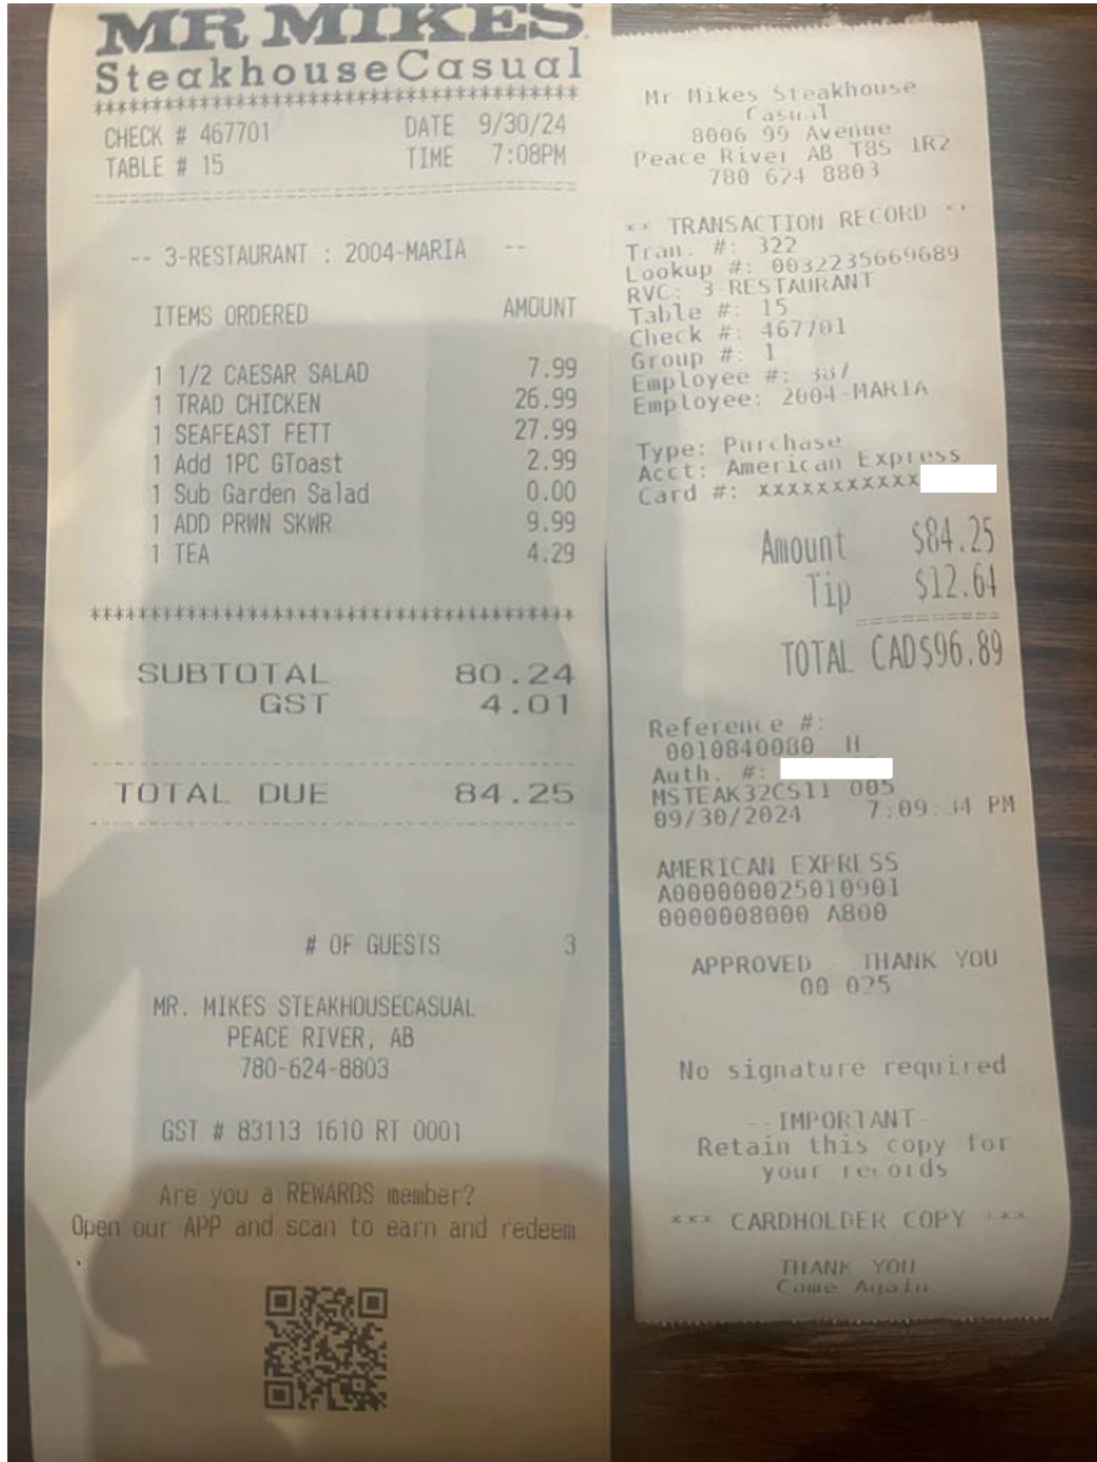 MR MIKES
SteakhouseCasual
******************************************
CHECK # 467701 DATE 9/30/24
TABLE # 15 TIME 7:08PM
-- 3-RESTAURANT : 2004-MARIA --
ITEMS ORDERED AMOUNT
1 1/2 CAESAR SALAD 7.99
1 TRAD CHICKEN 26.99
1 SEAFEAST FETT 27.99
1 Add 1PC GToast 2.99
1 Sub Garden Salad 0.00
1 ADD PRWN SKWR 9.99
1 TEA 4.29
******************************************
SUBTOTAL 80.24
GST 4.01
TOTAL DUE 84.25
# OF GUESTS 3
MR. MIKES STEAKHOUSECASUAL
PEACE RIVER, AB
780-624-8803
GST # 83113 1610 RT 0001
Are you a REWARDS member?
Open our APP and scan to earn and redeem
Mr Mikes Steakhouse
Casual
8006 99 Avenue
Peace River AB T8S 1R2
780 624 8803
** TRANSACTION RECORD **
Tran. #: 322
Lookup #: 0032235669689
RVC: 3-RESTAURANT
Table #: 15
Check #: 467701
Group #: 1
Employee #: 387
Employee: 2004-MARIA
Type: Purchase
Acct: American Express
Card #: xxxxxxxxxxx
Amount $84.25
Tip $12.64
===========
TOTAL CAD$96.89
Reference #:
0010840080 H
Auth. #:
MSTEAK32CS11 005
09/30/2024 7:09:34 PM
AMERICAN EXPRESS
A000000025010901
0000008000 A800
APPROVED THANK YOU
00 025
No signature required
--IMPORTANT--
Retain this copy for
your records
*** CARDHOLDER COPY ***
THANK YOU
Come Again